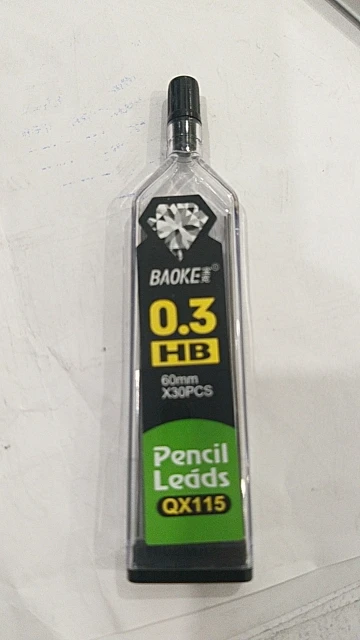 BAOKE®
0.3
HB
60mm
X30PCS
Pencil
Leads
QX115